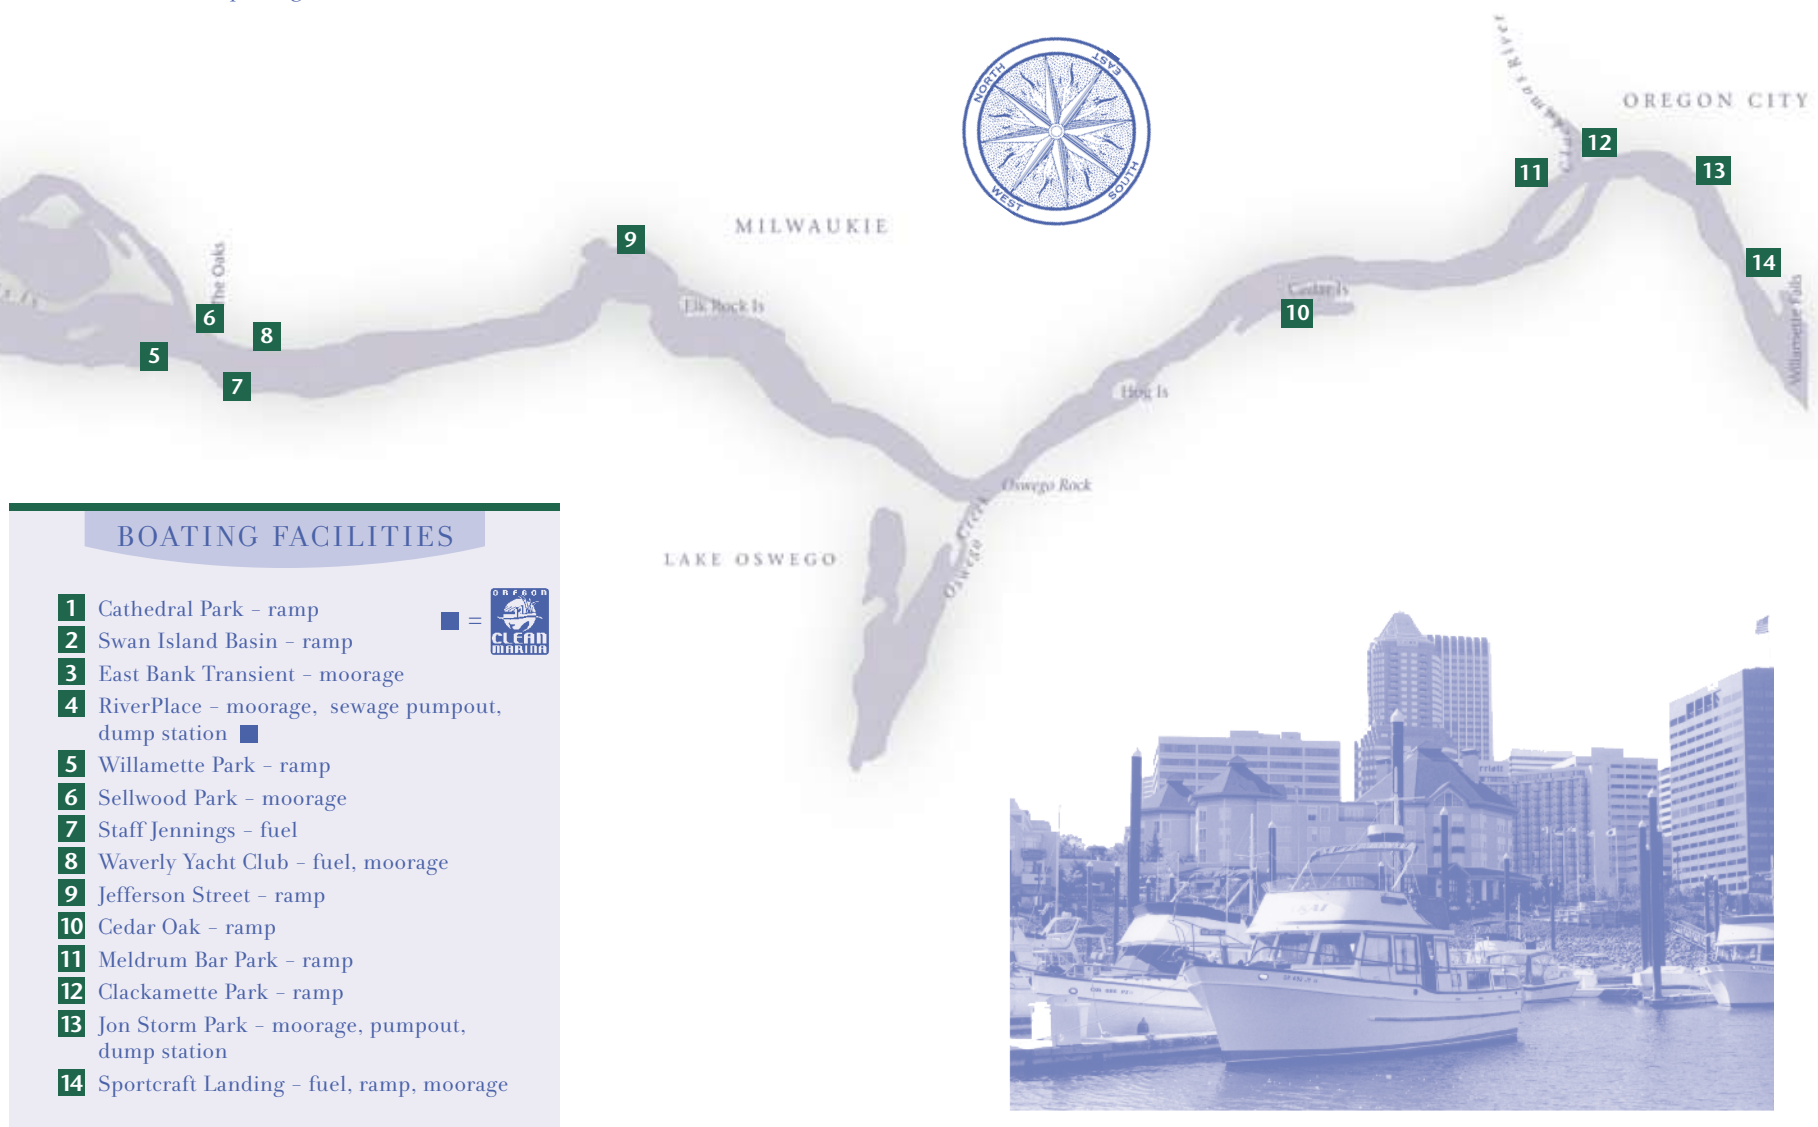 Clackamas River
OREGON CITY
NORTH
EAST
WEST
SOUTH
12
11
13
MILWAUKIE
9
The Oaks
14
Cedar Is
Elk Rock Is
6
10
8
Willamette Falls
5
7
Hog Is
Oswego Rock
Oswego Creek
LAKE OSWEGO
BOATING FACILITIES
1 Cathedral Park – ramp
=
OREGON
CLEAN
MARINA
2 Swan Island Basin – ramp
3 East Bank Transient – moorage
4 RiverPlace – moorage, sewage pumpout,
dump station
5 Willamette Park – ramp
6 Sellwood Park – moorage
7 Staff Jennings – fuel
8 Waverly Yacht Club – fuel, moorage
9 Jefferson Street – ramp
10 Cedar Oak – ramp
11 Meldrum Bar Park – ramp
12 Clackamette Park – ramp
13 Jon Storm Park – moorage, pumpout,
dump station
14 Sportcraft Landing – fuel, ramp, moorage